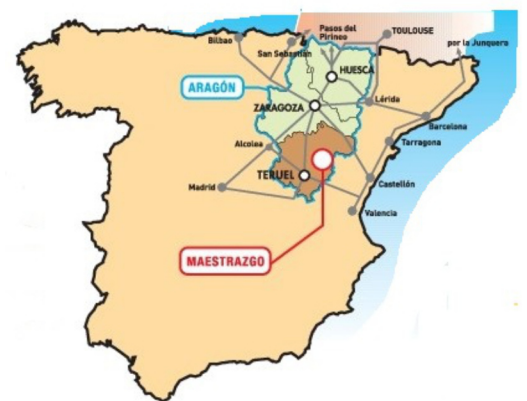 Pasos del
Pirineo
TOULOUSE
Bilbao
San Sebastián
por la Junquera
HUESCA
ARAGÓN
ZARAGOZA
Lérida
Barcelona
Alcolea
Tarragona
TERUEL
Castellón
Madrid
Valencia
MAESTRAZGO